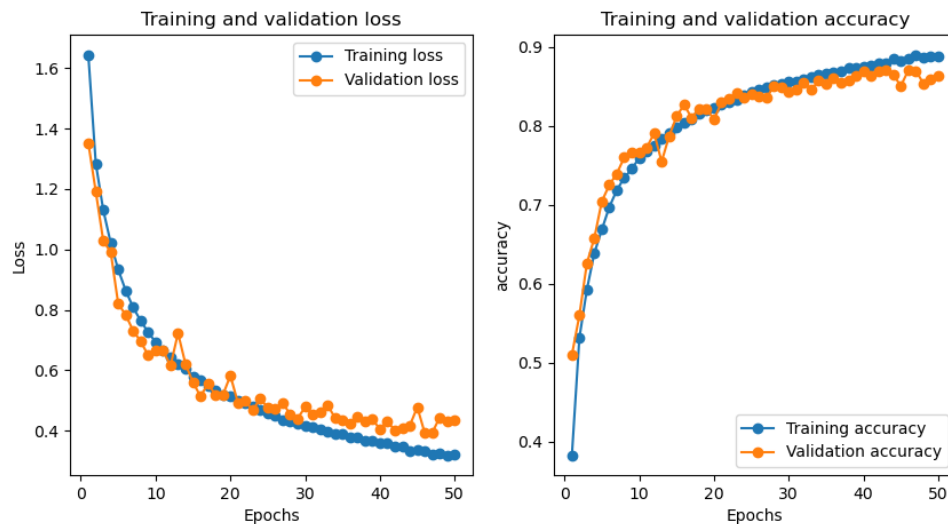 Training and validation loss
Training loss
Validation loss
Loss
1.6
1.4
1.2
1.0
0.8
0.6
0.4
0
10
20
30
40
50
Epochs
Training and validation accuracy
accuracy
0.9
0.8
0.7
0.6
0.5
0.4
Training accuracy
Validation accuracy
0
10
20
30
40
50
Epochs